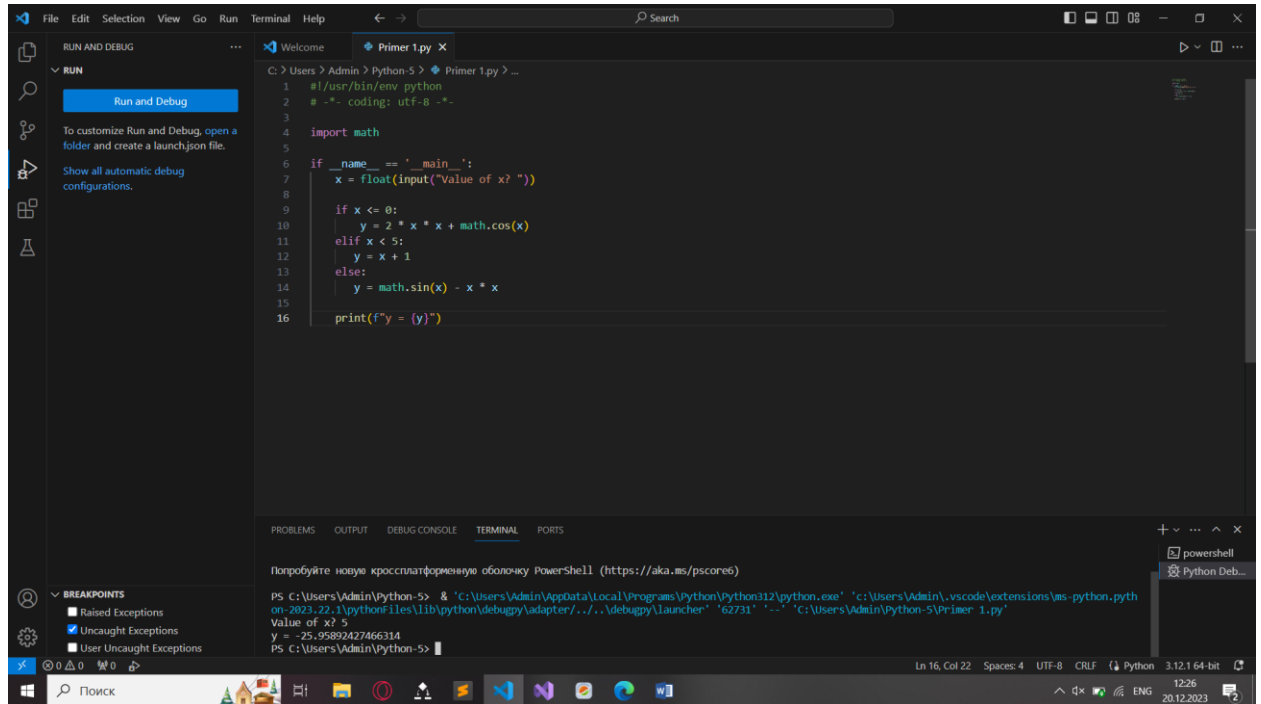 File Edit Selection View Go Run Terminal Help
Search
RUN AND DEBUG
RUN
Run and Debug
To customize Run and Debug, open a
folder and create a launch.json file.
Show all automatic debug
configurations.
Welcome
Primer 1.py
C: > Users > Admin > Python-5 > Primer 1.py > ...
1 #!/usr/bin/env python
2 # -*- coding: utf-8 -*-
3
4 import math
5
6 if __name__ == '__main__':
7 x = float(input("Value of x? "))
8
9 if x <= 0:
10 y = 2 * x * x + math.cos(x)
11 elif x < 5:
12 y = x + 1
13 else:
14 y = math.sin(x) - x * x
15
16 print(f"y = {y}")
PROBLEMS OUTPUT DEBUG CONSOLE TERMINAL PORTS
powershell
Python Deb...
Попробуйте новую кроссплатформенную оболочку PowerShell (https://aka.ms/pscore6)
PS C:\Users\Admin\Python-5> & 'C:\Users\Admin\AppData\Local\Programs\Python\Python312\python.exe' 'c:\Users\Admin\.vscode\extensions\ms-python.pyth
on-2023.22.1\pythonFiles\lib\python\debugpy\adapter/../..\debugpy\launcher' '62731' '--' 'C:\Users\Admin\Python-5\Primer 1.py'
Value of x? 5
y = -25.95892427466314
PS C:\Users\Admin\Python-5>
BREAKPOINTS
Raised Exceptions
Uncaught Exceptions
User Uncaught Exceptions
0 0 0
Ln 16, Col 22 Spaces: 4 UTF-8 CRLF Python 3.12.1 64-bit
Поиск
ENG
12:26
20.12.2023
2